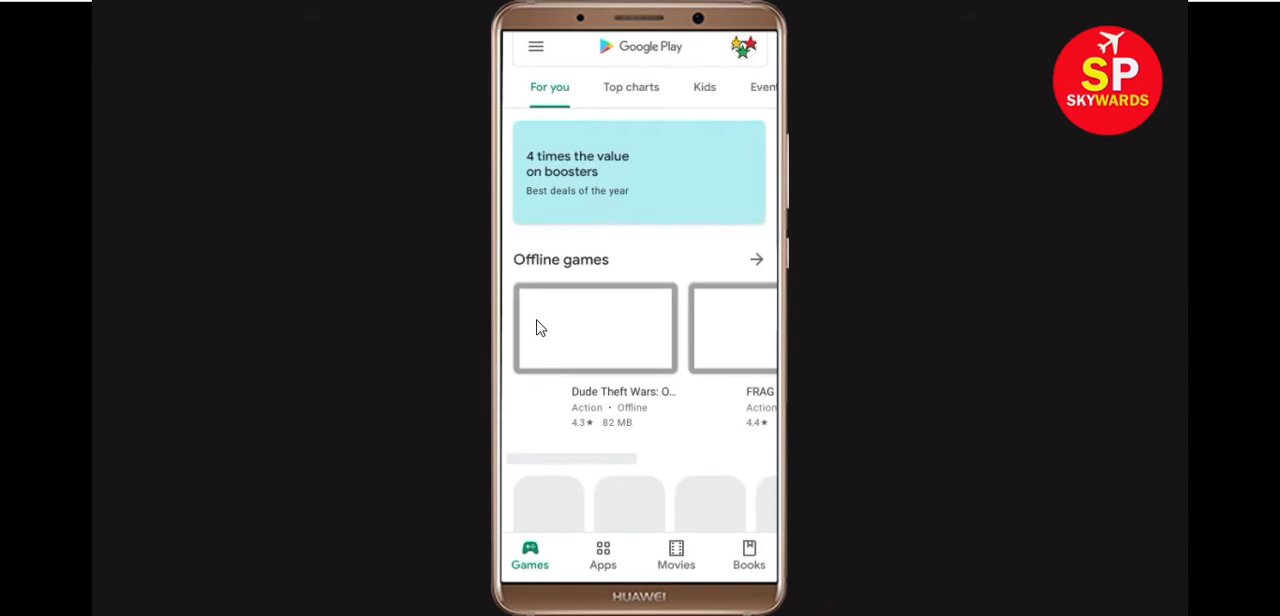 Google Play
For you Top charts Kids Even
4 times the value
on boosters
Best deals of the year
Offline games
Dude Theft Wars: O... FRAG
Action • Offline Action
4.3★ 82 MB 4.4★
Games Apps Movies Books
HUAWEI
SP
SKYWARDS